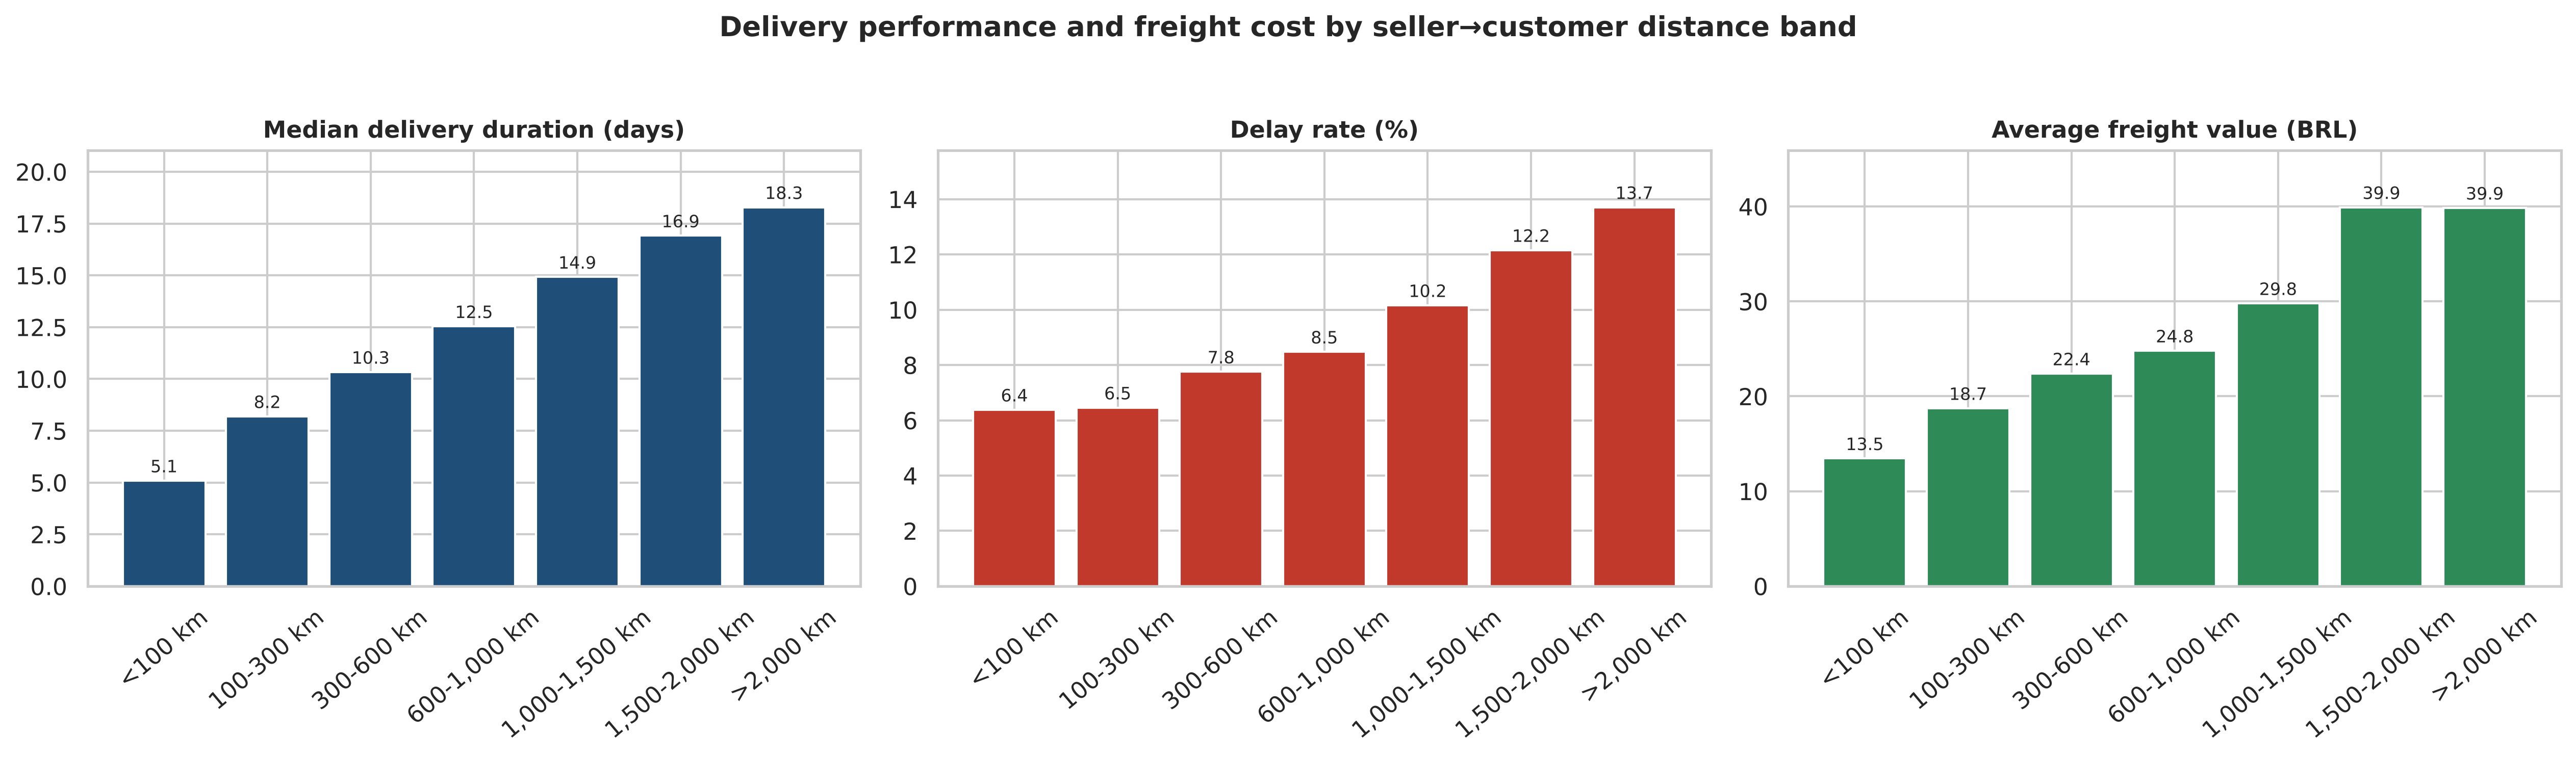 Delivery performance and freight cost by seller→customer distance band
Median delivery duration (days)
20.0
17.5
15.0
12.5
10.0
7.5
5.0
2.5
0.0
5.1
8.2
10.3
12.5
14.9
16.9
18.3
<100 km
100-300 km
300-600 km
600-1,000 km
1,000-1,500 km
1,500-2,000 km
>2,000 km
Delay rate (%)
14
12
10
8
6
4
2
0
6.4
6.5
7.8
8.5
10.2
12.2
13.7
<100 km
100-300 km
300-600 km
600-1,000 km
1,000-1,500 km
1,500-2,000 km
>2,000 km
Average freight value (BRL)
40
30
20
10
0
13.5
18.7
22.4
24.8
29.8
39.9
39.9
<100 km
100-300 km
300-600 km
600-1,000 km
1,000-1,500 km
1,500-2,000 km
>2,000 km